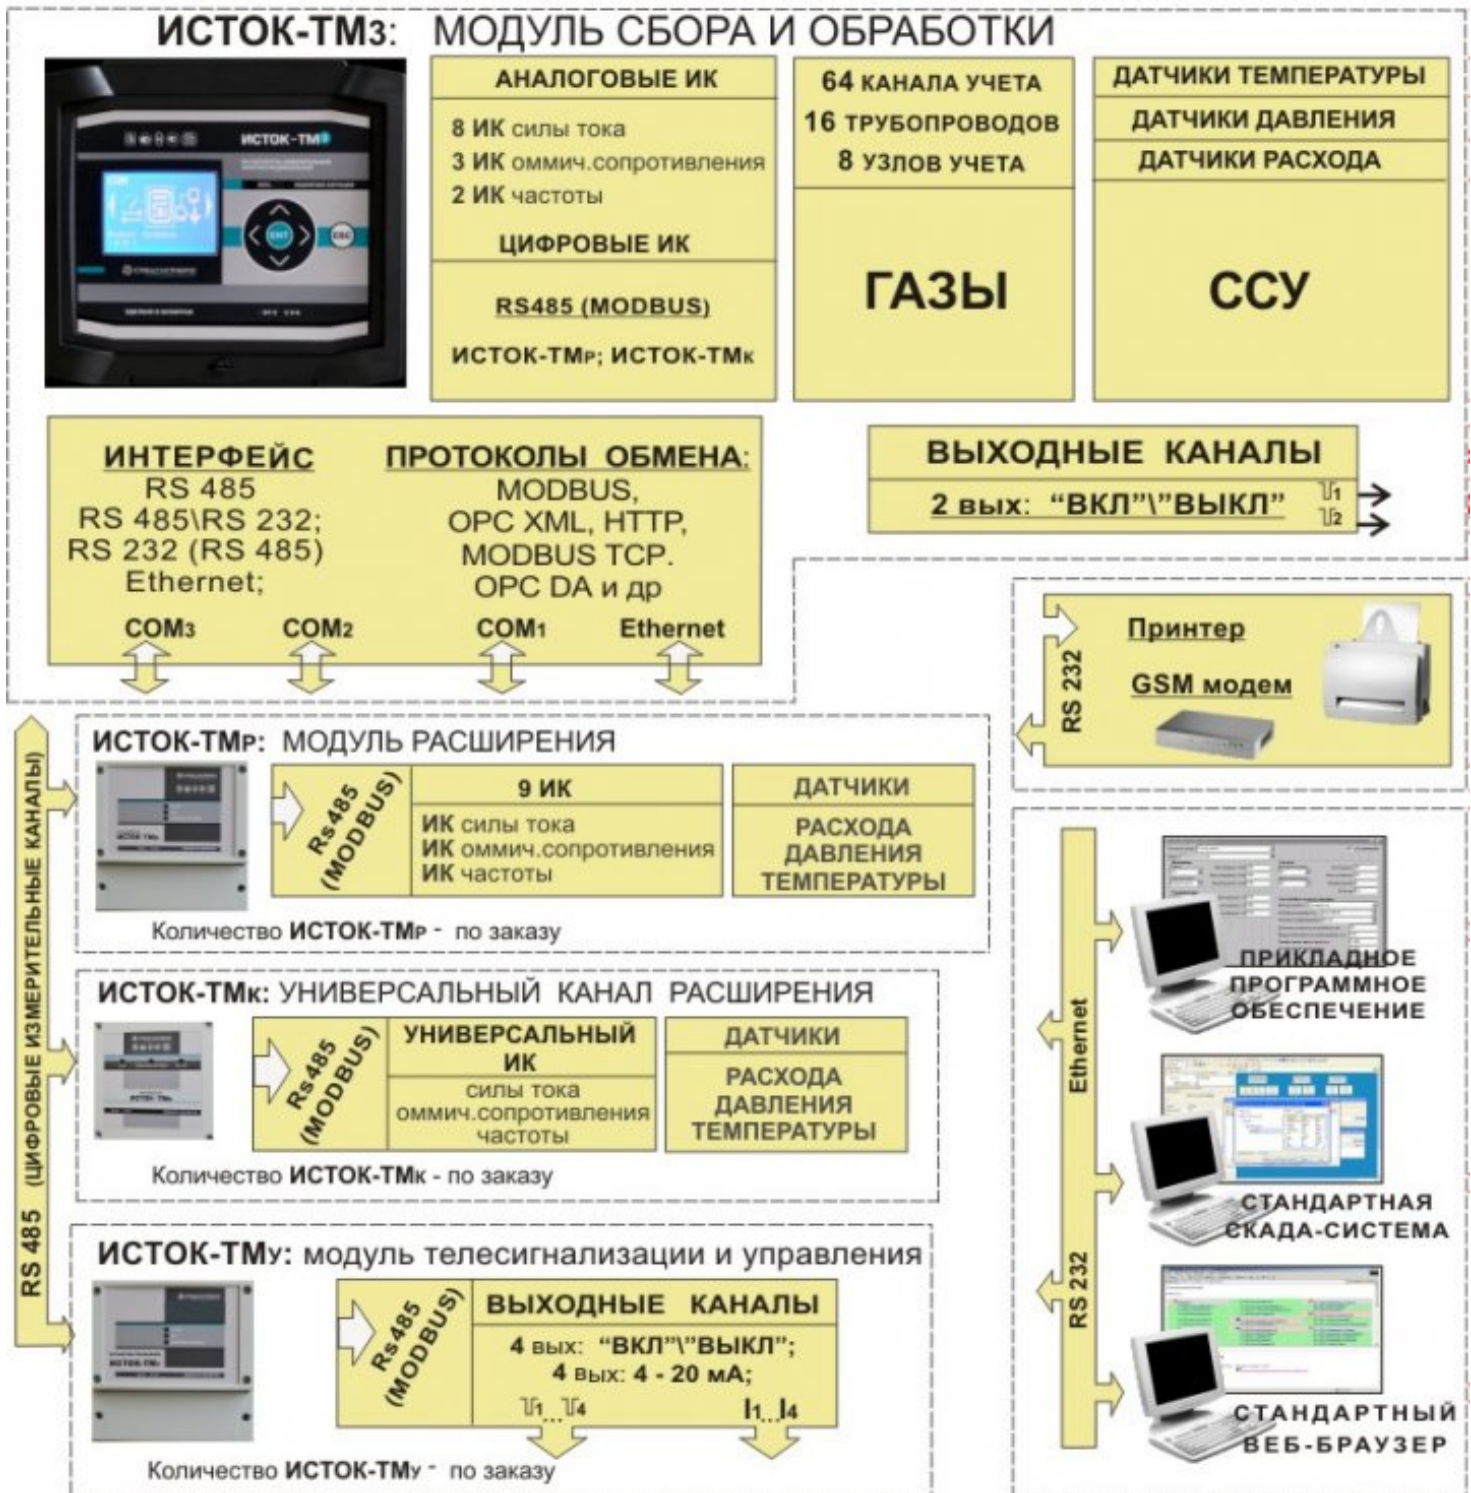 ИСТОК-ТМ3: МОДУЛЬ СБОРА И ОБРАБОТКИ
ИСТОК-ТМ3
ENT
ESC
АНАЛОГОВЫЕ ИК
8 ИК силы тока
3 ИК оммич.сопротивления
2 ИК частоты
ЦИФРОВЫЕ ИК
RS485 (MODBUS)
ИСТОК-ТМР; ИСТОК-ТМК
64 КАНАЛА УЧЕТА
16 ТРУБОПРОВОДОВ
8 УЗЛОВ УЧЕТА
ГАЗЫ
ДАТЧИКИ ТЕМПЕРАТУРЫ
ДАТЧИКИ ДАВЛЕНИЯ
ДАТЧИКИ РАСХОДА
ССУ
ИНТЕРФЕЙС
RS 485
RS 485\RS 232;
RS 232 (RS 485)
Ethernet;
ПРОТОКОЛЫ ОБМЕНА:
MODBUS,
OPC XML, HTTP,
MODBUS TCP.
OPC DA и др
COM3 COM2 COM1 Ethernet
ВЫХОДНЫЕ КАНАЛЫ
2 вых: “ВКЛ”\”ВЫКЛ”
1
2
RS 232
Принтер
GSM модем
RS 485 (ЦИФРОВЫЕ ИЗМЕРИТЕЛЬНЫЕ КАНАЛЫ)
ИСТОК-ТМР: МОДУЛЬ РАСШИРЕНИЯ
Rs485
(MODBUS)
9 ИК
ИК силы тока
ИК оммич.сопротивления
ИК частоты
ДАТЧИКИ
РАСХОДА
ДАВЛЕНИЯ
ТЕМПЕРАТУРЫ
Количество ИСТОК-ТМР - по заказу
ИСТОК-ТМК: УНИВЕРСАЛЬНЫЙ КАНАЛ РАСШИРЕНИЯ
Rs485
(MODBUS)
УНИВЕРСАЛЬНЫЙ
ИК
силы тока
оммич.сопротивления
частоты
ДАТЧИКИ
РАСХОДА
ДАВЛЕНИЯ
ТЕМПЕРАТУРЫ
Количество ИСТОК-ТМК - по заказу
ИСТОК-ТМУ: модуль телесигнализации и управления
Rs485
(MODBUS)
ВЫХОДНЫЕ КАНАЛЫ
4 вых: “ВКЛ”\”ВЫКЛ”;
4 вых: 4 - 20 мА;
1...4 I1...I4
Количество ИСТОК-ТМУ - по заказу
Ethernet
RS 232
ПРИКЛАДНОЕ
ПРОГРАММНОЕ
ОБЕСПЕЧЕНИЕ
СТАНДАРТНАЯ
СКАДА-СИСТЕМА
СТАНДАРТНЫЙ
ВЕБ-БРАУЗЕР